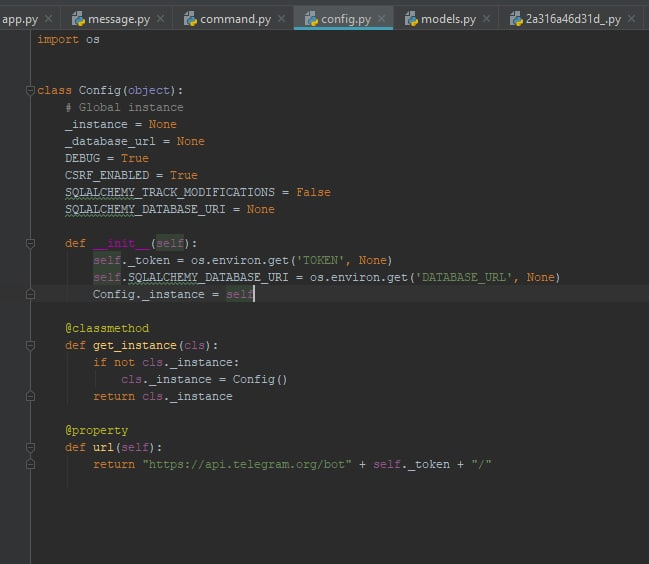 app.py message.py command.py config.py models.py 2a316a46d31d_.py
import os
class Config(object):
# Global instance
_instance = None
_database_url = None
DEBUG = True
CSRF_ENABLED = True
SQLALCHEMY_TRACK_MODIFICATIONS = False
SQLALCHEMY_DATABASE_URI = None
def __init__(self):
self._token = os.environ.get('TOKEN', None)
self.SQLALCHEMY_DATABASE_URI = os.environ.get('DATABASE_URL', None)
Config._instance = self
@classmethod
def get_instance(cls):
if not cls._instance:
cls._instance = Config()
return cls._instance
@property
def url(self):
return "https://api.telegram.org/bot" + self._token + "/"